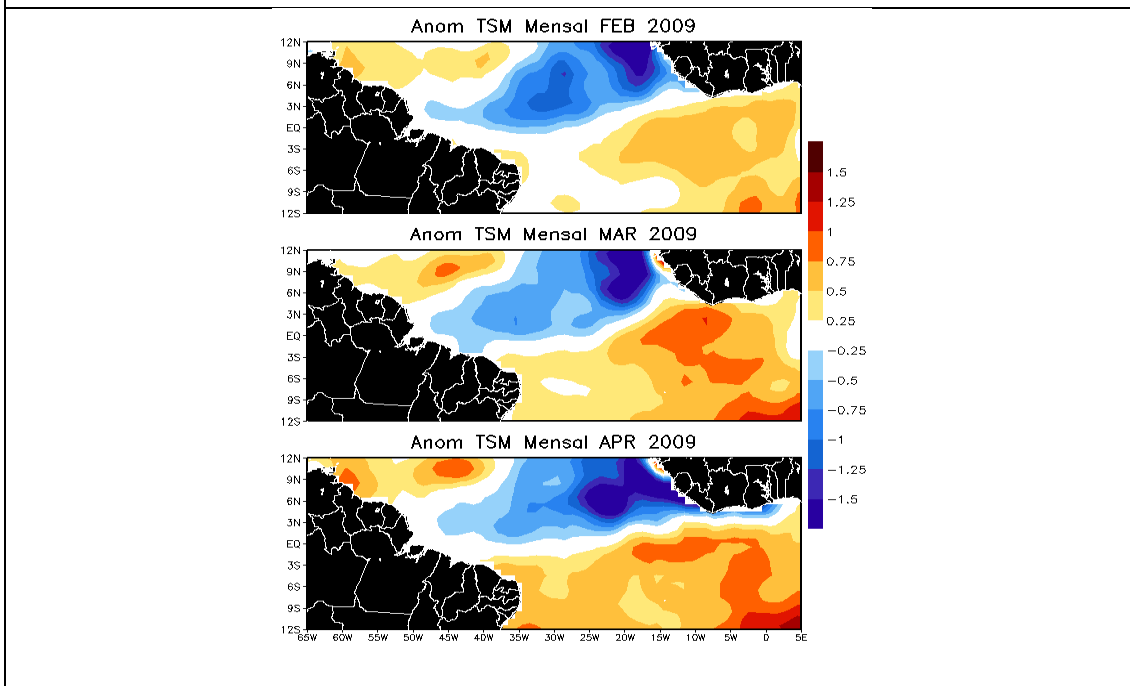 Anom TSM Mensal FEB 2009
12N
9N
6N
3N
EQ
3S
6S
9S
12S
Anom TSM Mensal MAR 2009
12N
9N
6N
3N
EQ
3S
6S
9S
12S
Anom TSM Mensal APR 2009
12N
9N
6N
3N
EQ
3S
6S
9S
12S
65W 60W 55W 50W 45W 40W 35W 30W 25W 20W 15W 10W 5W 0 5E
1.5
1.25
1
0.75
0.5
0.25
−0.25
−0.5
−0.75
−1
−1.25
−1.5